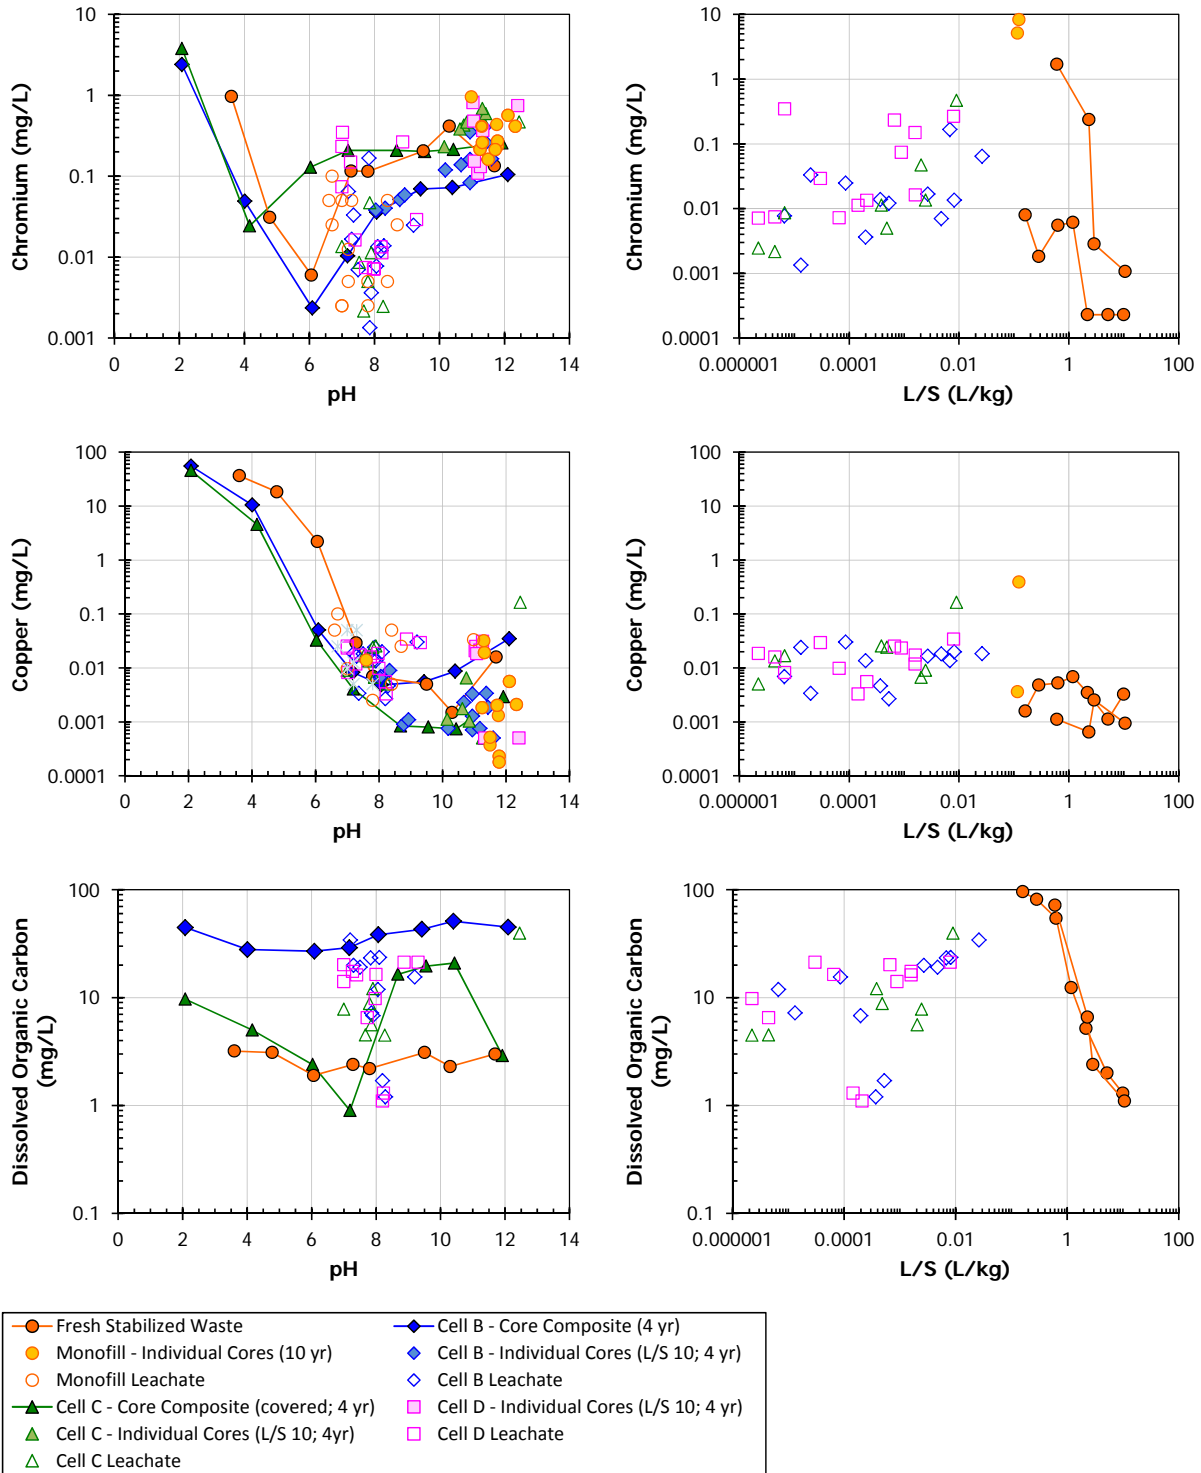 10
1
0.1
0.01
0.001
Chromium (mg/L)
0 2 4 6 8 10 12 14
pH
10
1
0.1
0.01
0.001
0.0001
Chromium (mg/L)
0.000001 0.0001 0.01 1 100
L/S (L/kg)
100
10
1
0.1
0.01
0.001
0.0001
Copper (mg/L)
0 2 4 6 8 10 12 14
pH
100
10
1
0.1
0.01
0.001
0.0001
Copper (mg/L)
0.000001 0.0001 0.01 1 100
L/S (L/kg)
100
10
1
0.1
Dissolved Organic Carbon
(mg/L)
0 2 4 6 8 10 12 14
pH
100
10
1
0.1
Dissolved Organic Carbon
(mg/L)
0.000001 0.0001 0.01 1 100
L/S (L/kg)
Fresh Stabilized Waste
Monofill - Individual Cores (10 yr)
Monofill Leachate
Cell C - Core Composite (covered; 4 yr)
Cell C - Individual Cores (L/S 10; 4yr)
Cell C Leachate
Cell B - Core Composite (4 yr)
Cell B - Individual Cores (L/S 10; 4 yr)
Cell B Leachate
Cell D - Individual Cores (L/S 10; 4 yr)
Cell D Leachate